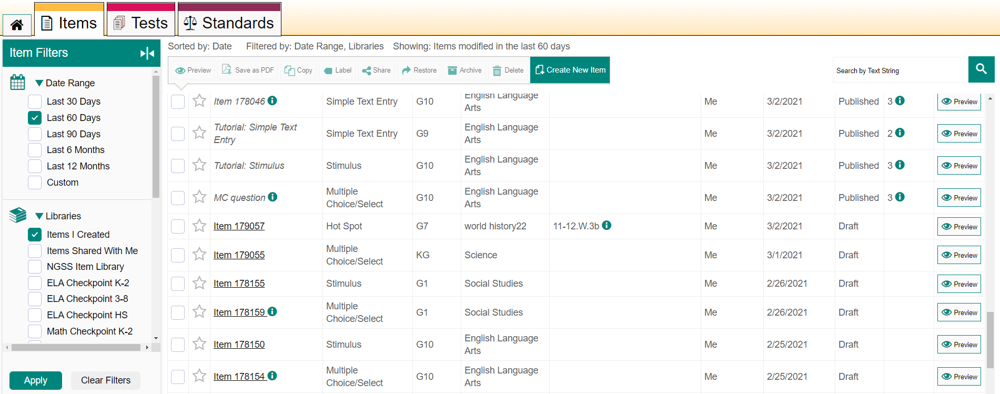 Items
Tests
Standards
Item Filters
Date Range
Last 30 Days
Last 60 Days
Last 90 Days
Last 6 Months
Last 12 Months
Custom
Libraries
Items I Created
Items Shared With Me
NGSS Item Library
ELA Checkpoint K-2
ELA Checkpoint 3-8
ELA Checkpoint HS
Math Checkpoint K-2
Apply Clear Filters
Sorted by: Date Filtered by: Date Range, Libraries Showing: Items modified in the last 60 days
Preview Save as PDF Copy Label Share Restore Archive Delete Create New Item
Search by Text String
Item 178046 Simple Text Entry G10 English Language Arts Me 3/2/2021 Published 3 Preview
Tutorial: Simple Text Entry Simple Text Entry G9 English Language Arts Me 3/2/2021 Published 2 Preview
Tutorial: Stimulus Stimulus G10 English Language Arts Me 3/2/2021 Published 3 Preview
MC question Multiple Choice/Select G10 English Language Arts Me 3/2/2021 Published 3 Preview
Item 179057 Hot Spot G7 world history22 11-12.W.3b Me 3/2/2021 Draft Preview
Item 179055 Multiple Choice/Select KG Science Me 3/1/2021 Draft Preview
Item 178155 Stimulus G1 Social Studies Me 2/26/2021 Draft Preview
Item 178159 Multiple Choice/Select G1 Social Studies Me 2/26/2021 Draft Preview
Item 178150 Stimulus G10 English Language Arts Me 2/25/2021 Draft Preview
Item 178154 Multiple Choice/Select G10 English Language Arts Me 2/25/2021 Draft Preview